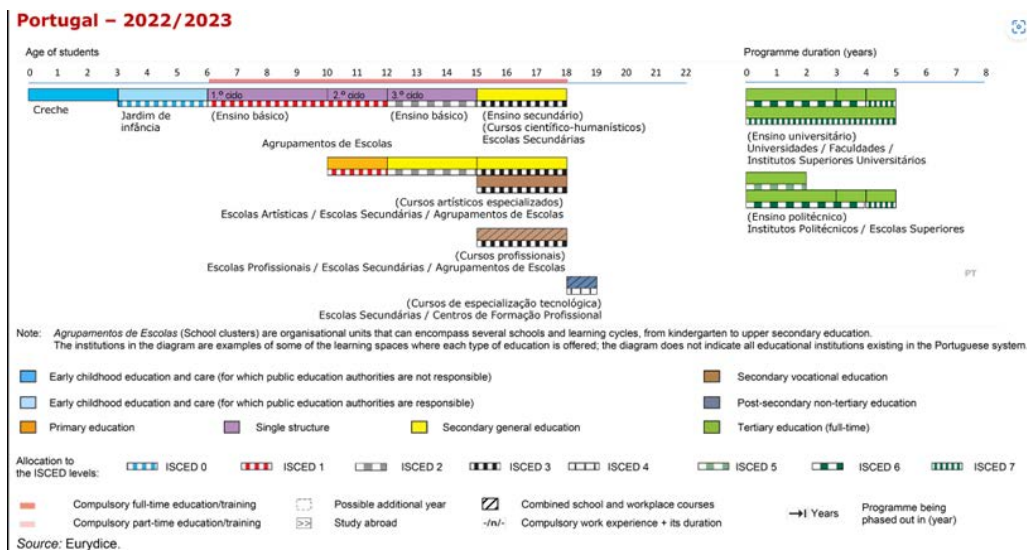 Portugal – 2022/2023
Age of students
Programme duration (years)
0 1 2 3 4 5 6 7 8 9 10 11 12 13 14 15 16 17 18 19 20 21 22
0 1 2 3 4 5 6 7 8
1.º ciclo 2.º ciclo 3.º ciclo
Creche
Jardim de
infância
(Ensino básico)
(Ensino básico)
(Ensino secundário)
(Cursos científico-humanísticos)
Escolas Secundárias
Agrupamentos de Escolas
(Ensino universitário)
Universidades / Faculdades /
Institutos Superiores Universitários
(Cursos artísticos especializados)
Escolas Artísticas / Escolas Secundárias / Agrupamentos de Escolas
(Ensino politécnico)
Institutos Politécnicos / Escolas Superiores
(Cursos profissionais)
Escolas Profissionais / Escolas Secundárias / Agrupamentos de Escolas
PT
(Cursos de especialização tecnológica)
Escolas Secundárias / Centros de Formação Profissional
Note: Agrupamentos de Escolas (School clusters) are organisational units that can encompass several schools and learning cycles, from kindergarten to upper secondary education.
The institutions in the diagram are examples of some of the learning spaces where each type of education is offered; the diagram does not indicate all educational institutions existing in the Portuguese system
Early childhood education and care (for which public education authorities are not responsible)
Secondary vocational education
Early childhood education and care (for which public education authorities are responsible)
Post-secondary non-tertiary education
Primary education
Single structure
Secondary general education
Tertiary education (full-time)
Allocation to
the ISCED levels:
ISCED 0 ISCED 1 ISCED 2 ISCED 3 ISCED 4 ISCED 5 ISCED 6 ISCED 7
Compulsory full-time education/training
Possible additional year
Combined school and workplace courses
Years
Programme being
phased out in (year)
Compulsory part-time education/training
>> Study abroad
-/n/- Compulsory work experience + its duration
Source: Eurydice.